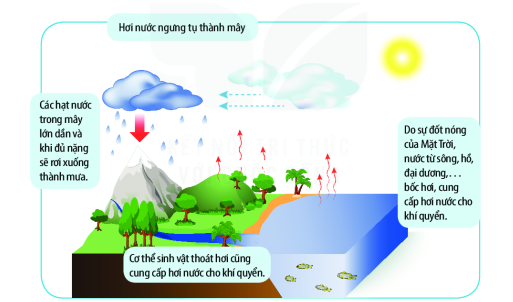 Hơi nước ngưng tụ thành mây
Các hạt nước
trong mây
lớn dần và
khi đủ nặng
sẽ rơi xuống
thành mưa.
Do sự đốt nóng
của Mặt Trời,
nước từ sông, hồ,
đại dương,...
bốc hơi, cung
cấp hơi nước cho
khí quyển.
Cơ thể sinh vật thoát hơi cũng
cung cấp hơi nước cho khí quyển.